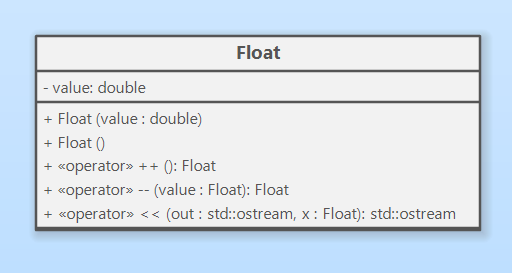 Float
- value: double
+ Float (value : double)
+ Float ()
+ «operator» ++ (): Float
+ «operator» -- (value : Float): Float
+ «operator» << (out : std::ostream, x : Float): std::ostream